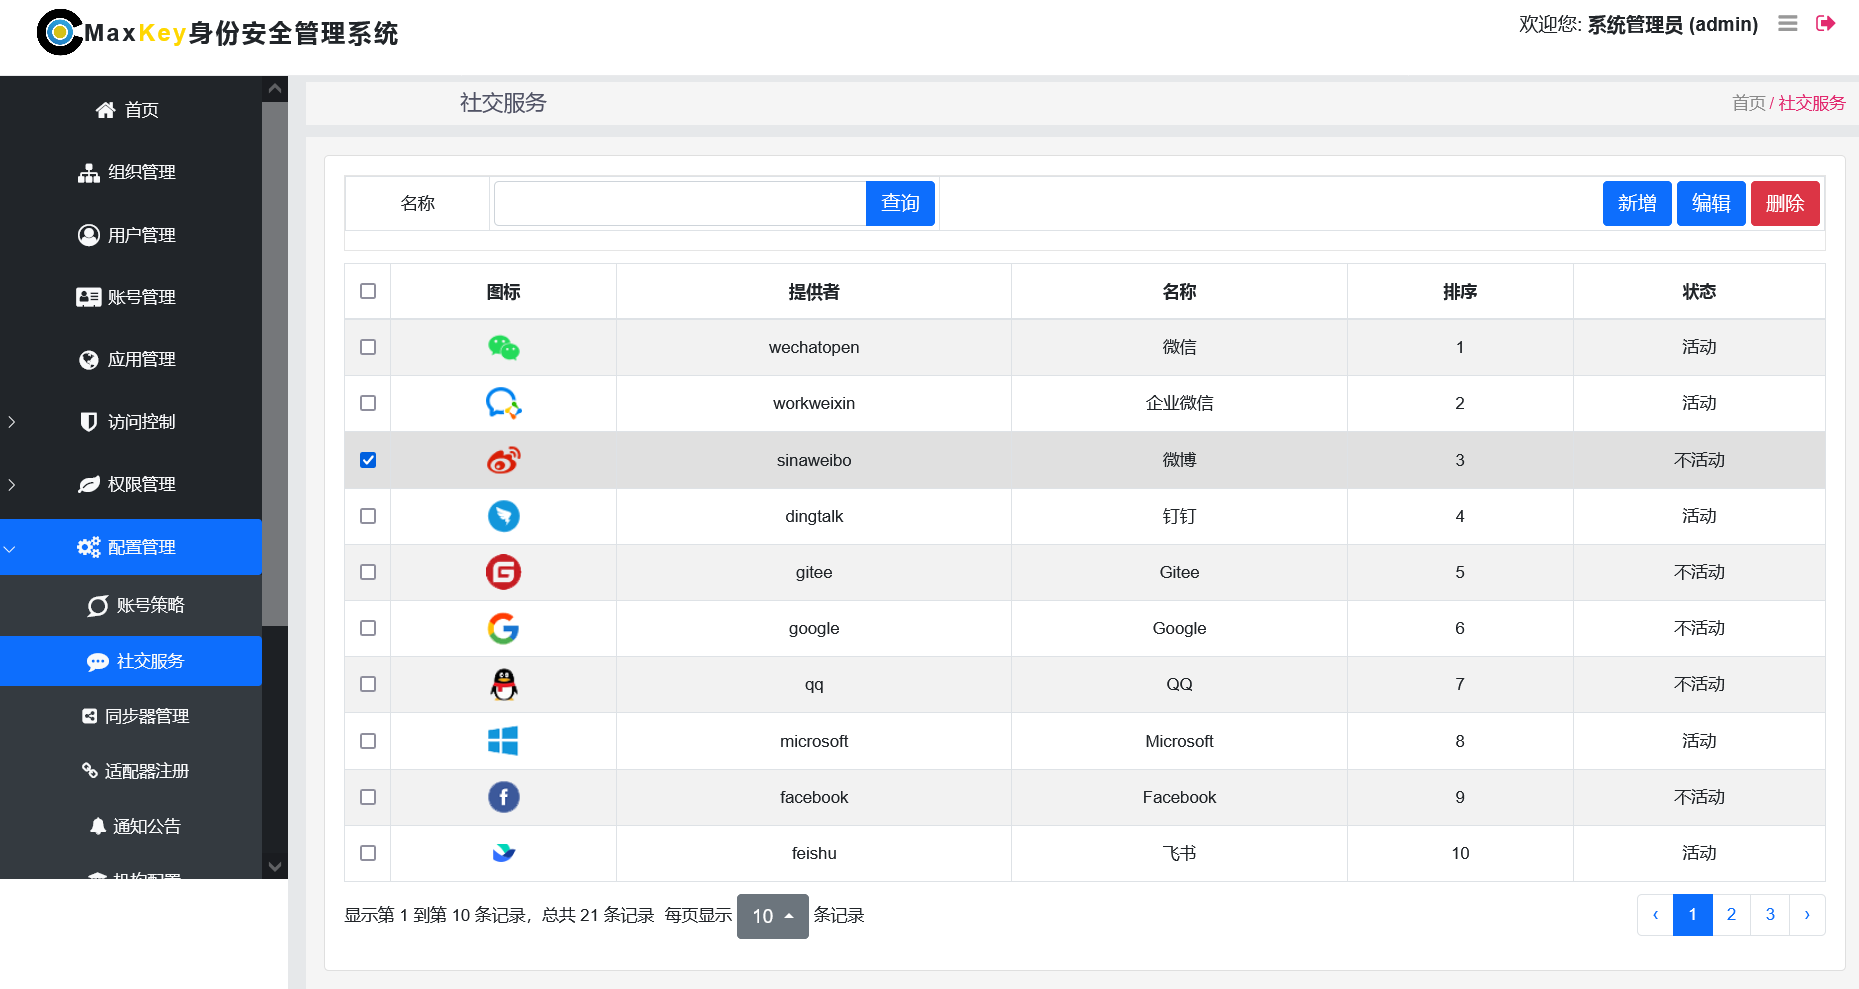 MaxKey身份安全管理系统
欢迎您: 系统管理员 (admin)
首页
组织管理
用户管理
账号管理
应用管理
访问控制
权限管理
配置管理
账号策略
社交服务
同步器管理
适配器注册
通知公告
机构配置
社交服务
首页 / 社交服务
名称 查询 新增 编辑 删除
图标 提供者 名称 排序 状态
wechatopen 微信 1 活动
workweixin 企业微信 2 活动
sinaweibo 微博 3 不活动
dingtalk 钉钉 4 活动
gitee Gitee 5 不活动
google Google 6 不活动
qq QQ 7 不活动
microsoft Microsoft 8 活动
facebook Facebook 9 不活动
feishu 飞书 10 活动
显示第 1 到第 10 条记录，总共 21 条记录 每页显示 10 条记录
‹ 1 2 3 ›